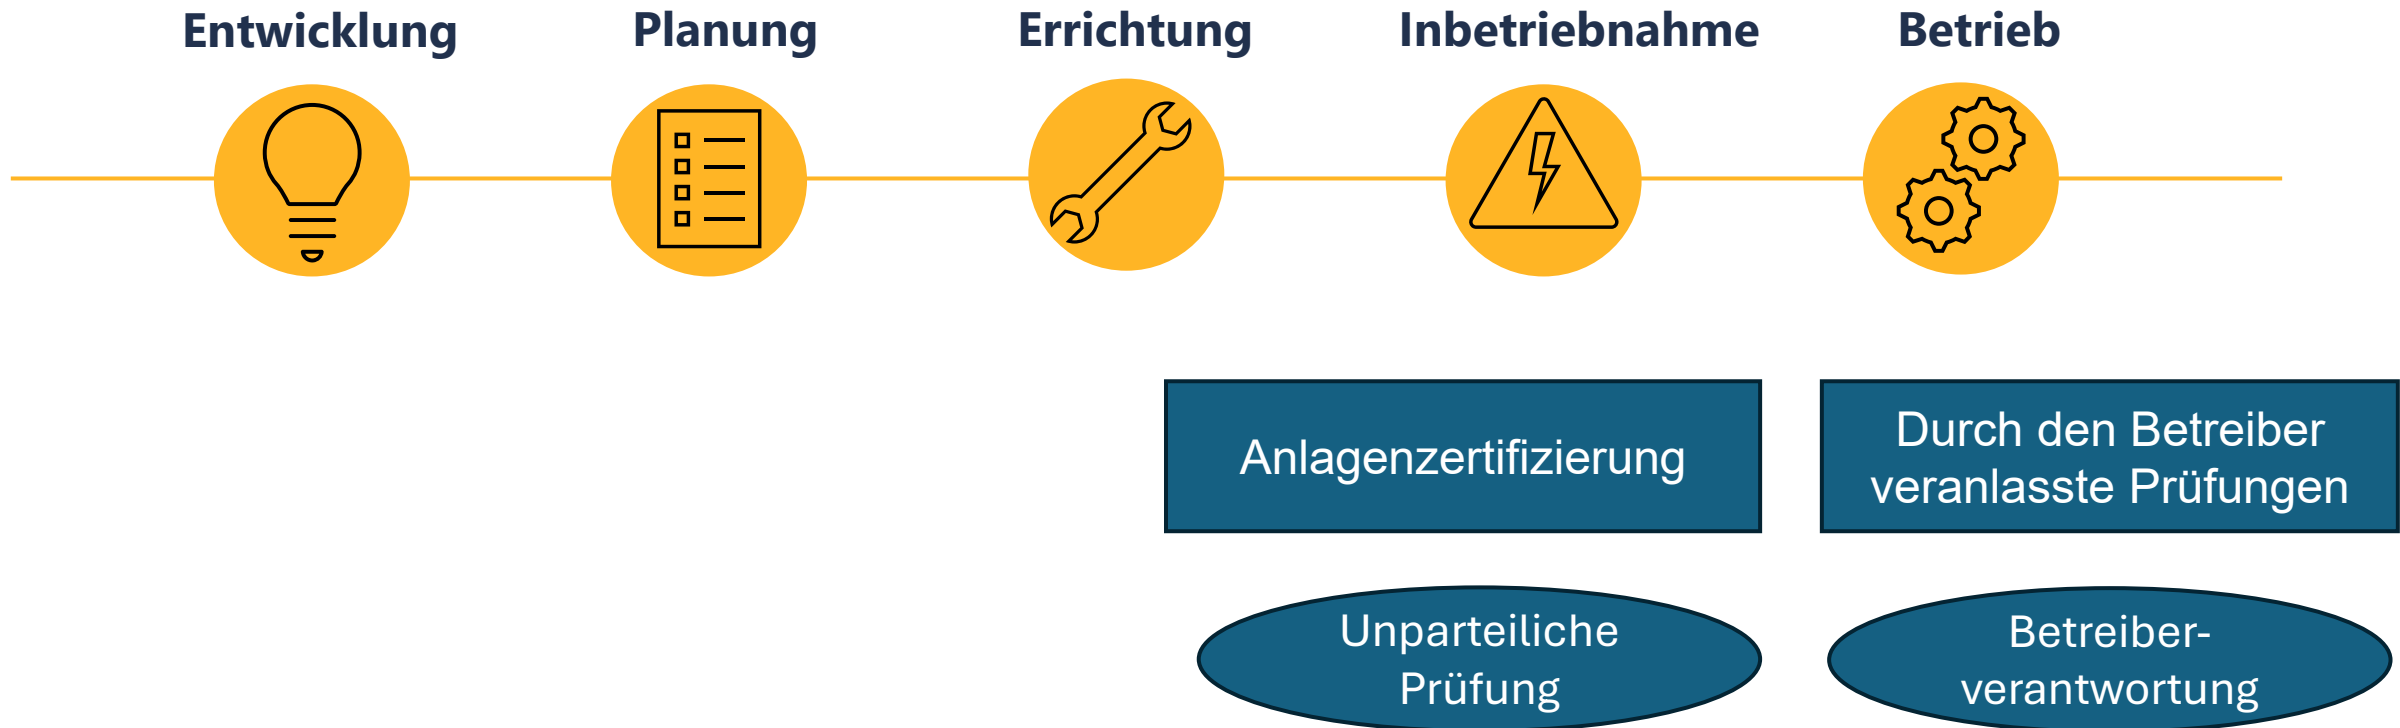 Entwicklung
Planung
Errichtung
Inbetriebnahme
Betrieb
Anlagenzertifizierung
Durch den Betreiber
veranlasste Prüfungen
Unparteiliche
Prüfung
Betreiber-
verantwortung